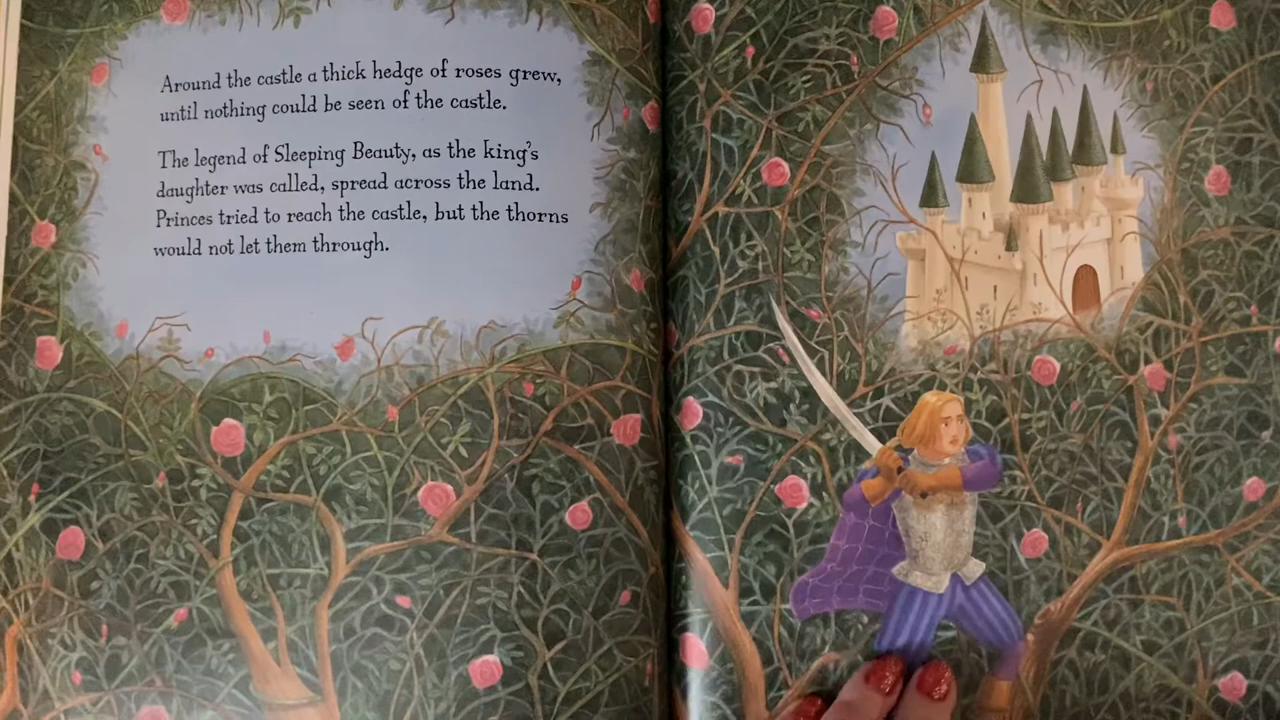 Around the castle a thick hedge of roses grew,
until nothing could be seen of the castle.
The legend of Sleeping Beauty, as the king's
daughter was called, spread across the land.
Princes tried to reach the castle, but the thorns
would not let them through.